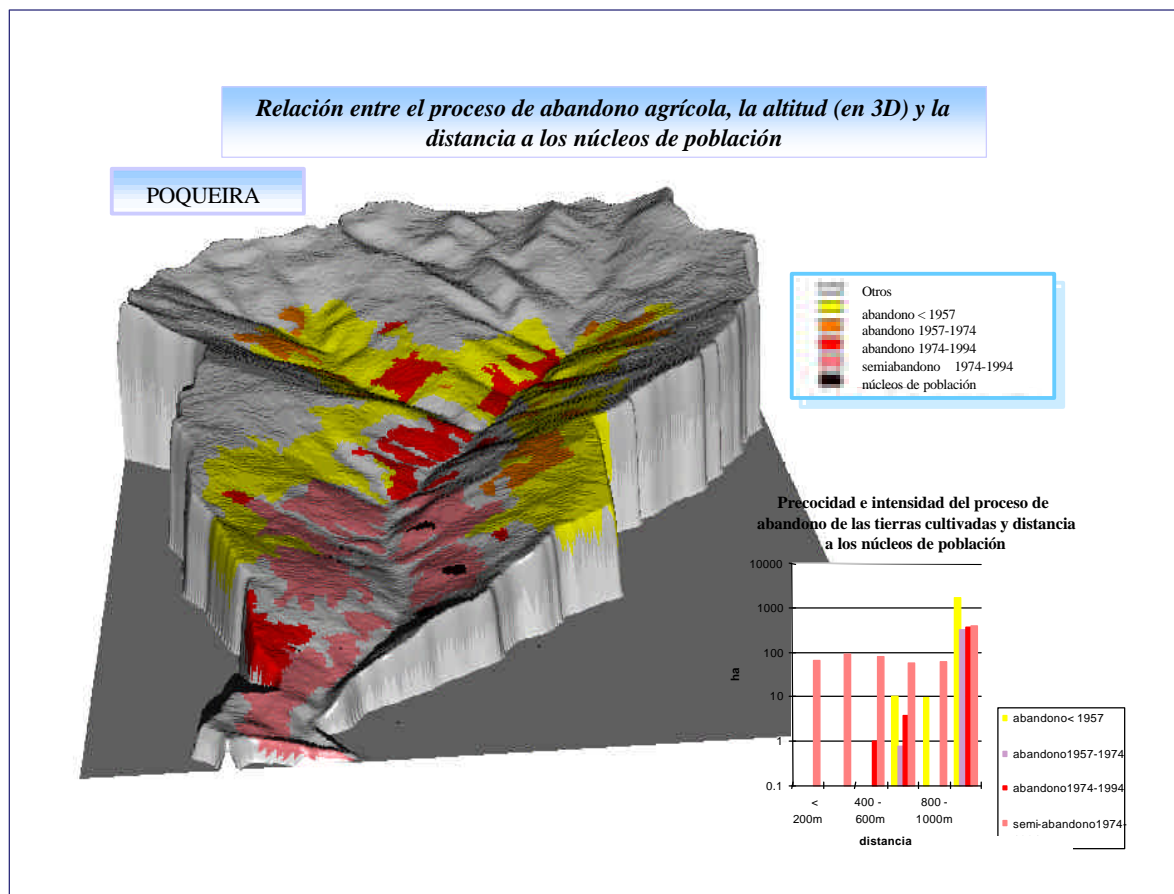 Relación entre el proceso de abandono agrícola, la altitud (en 3D) y la
distancia a los núcleos de población
POQUEIRA
Otros
abandono < 1957
abandono 1957-1974
abandono 1974-1994
semiabandono 1974-1994
núcleos de población
Precocidad e intensidad del proceso de
abandono de las tierras cultivadas y distancia
a los núcleos de población
10000
1000
100
10
1
0.1
ha
<
200m
400 -
600m
800 -
1000m
distancia
abandono< 1957
abandono1957-1974
abandono1974-1994
semi-abandono1974-